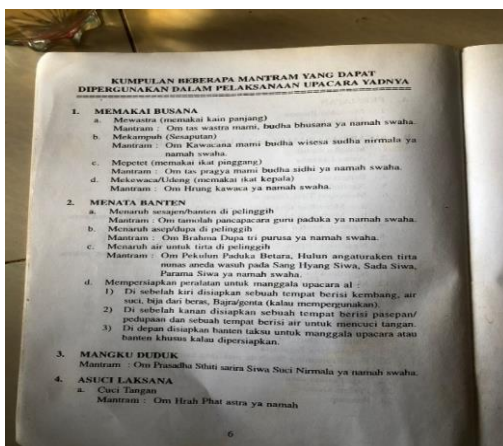 KUMPULAN BEBERAPA MANTRAM YANG DAPAT
DIPERGUNAKAN DALAM PELAKSANAAN UPACARA YADNYA
1. MEMAKAI BUSANA
a. Mewastra (memakai kain panjang)
Mantram : Om tas wastra mami, budha bhusana ya namah swaha.
b. Mekampuh (Sesaputan)
Mantram : Om Kawacana mami budha wisesa sudha nirmala ya
namah swaha.
c. Mepetet (memakai ikat pinggang)
Mantram : Om tas pragya mami budha sidhi ya namah swaha.
d. Mekewaca/Udeng (memakai ikat kepala)
Mantram : Om Hrung kawaca ya namah swaha.
2. MENATA BANTEN
a. Menaruh sesajen/banten di pelinggih
Mantram : Om tamolah pancapacara guru paduka ya namah swaha.
b. Menaruh asep/dupa di pelinggih
Mantram : Om Brahma Dupa tri purusa ya namah swaha.
c. Menaruh air untuk tirta di pelinggih
Mantram : Om Pekulun Paduka Betara, Hulun angaturaken tirta
nunas aneda wasuh pada Sang Hyang Siwa, Sada Siwa,
Parama Siwa ya namah swaha.
d. Mempersiapkan peralatan untuk manggala upacara al :
1) Di sebelah kiri disiapkan sebuah tempat berisi kembang, air
suci, bija dari beras, Bajra/genta (kalau mempergunakan).
2) Di sebelah kanan disiapkan sebuah tempat berisi pasepan/
pedupaan dan sebuah tempat berisi air untuk mencuci tangan.
3) Di depan disiapkan banten taksu untuk manggala upacara atau
banten khusus kalau dipersiapkan.
3. MANGKU DUDUK
Mantram : Om Prasadha Sthiti sarira Siwa Suci Nirmala ya namah swaha.
4. ASUCI LAKSANA
a. Cuci Tangan
Mantram : Om Hrah Phat astra ya namah
6